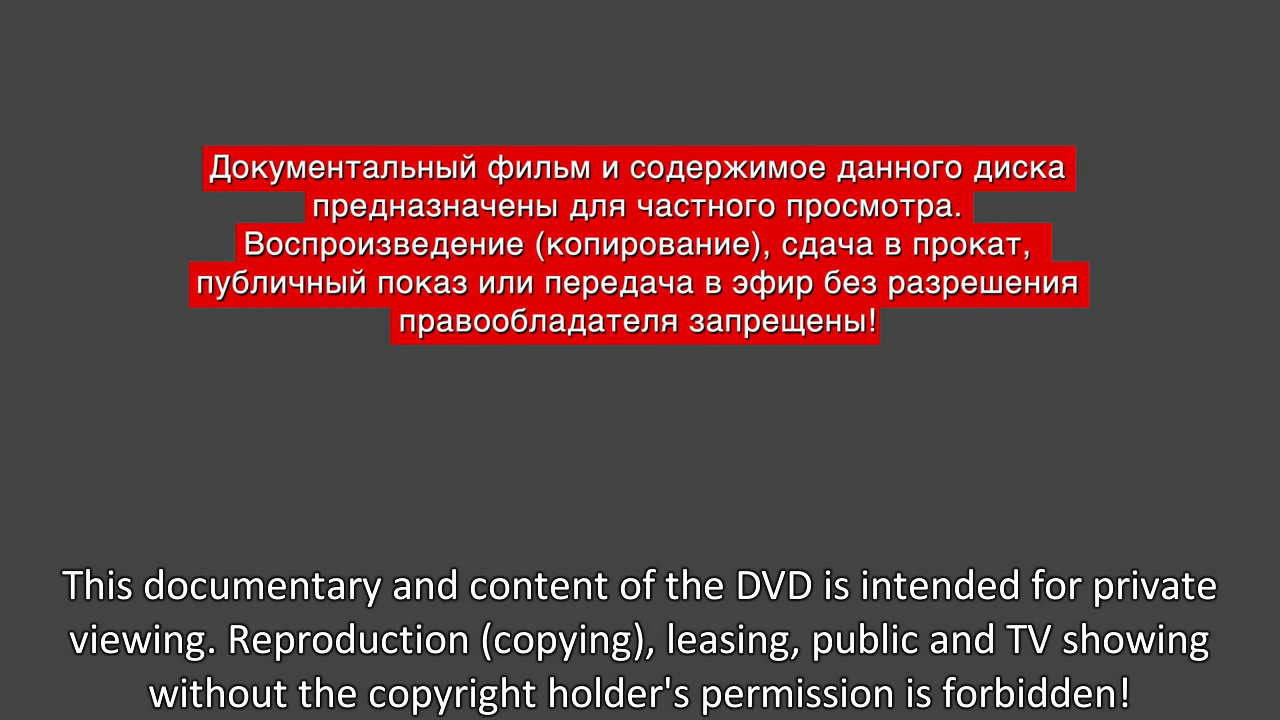 Документальный фильм и содержимое данного диска
предназначены для частного просмотра.
Воспроизведение (копирование), сдача в прокат,
публичный показ или передача в эфир без разрешения
правообладателя запрещены!
This documentary and content of the DVD is intended for private
viewing. Reproduction (copying), leasing, public and TV showing
without the copyright holder's permission is forbidden!